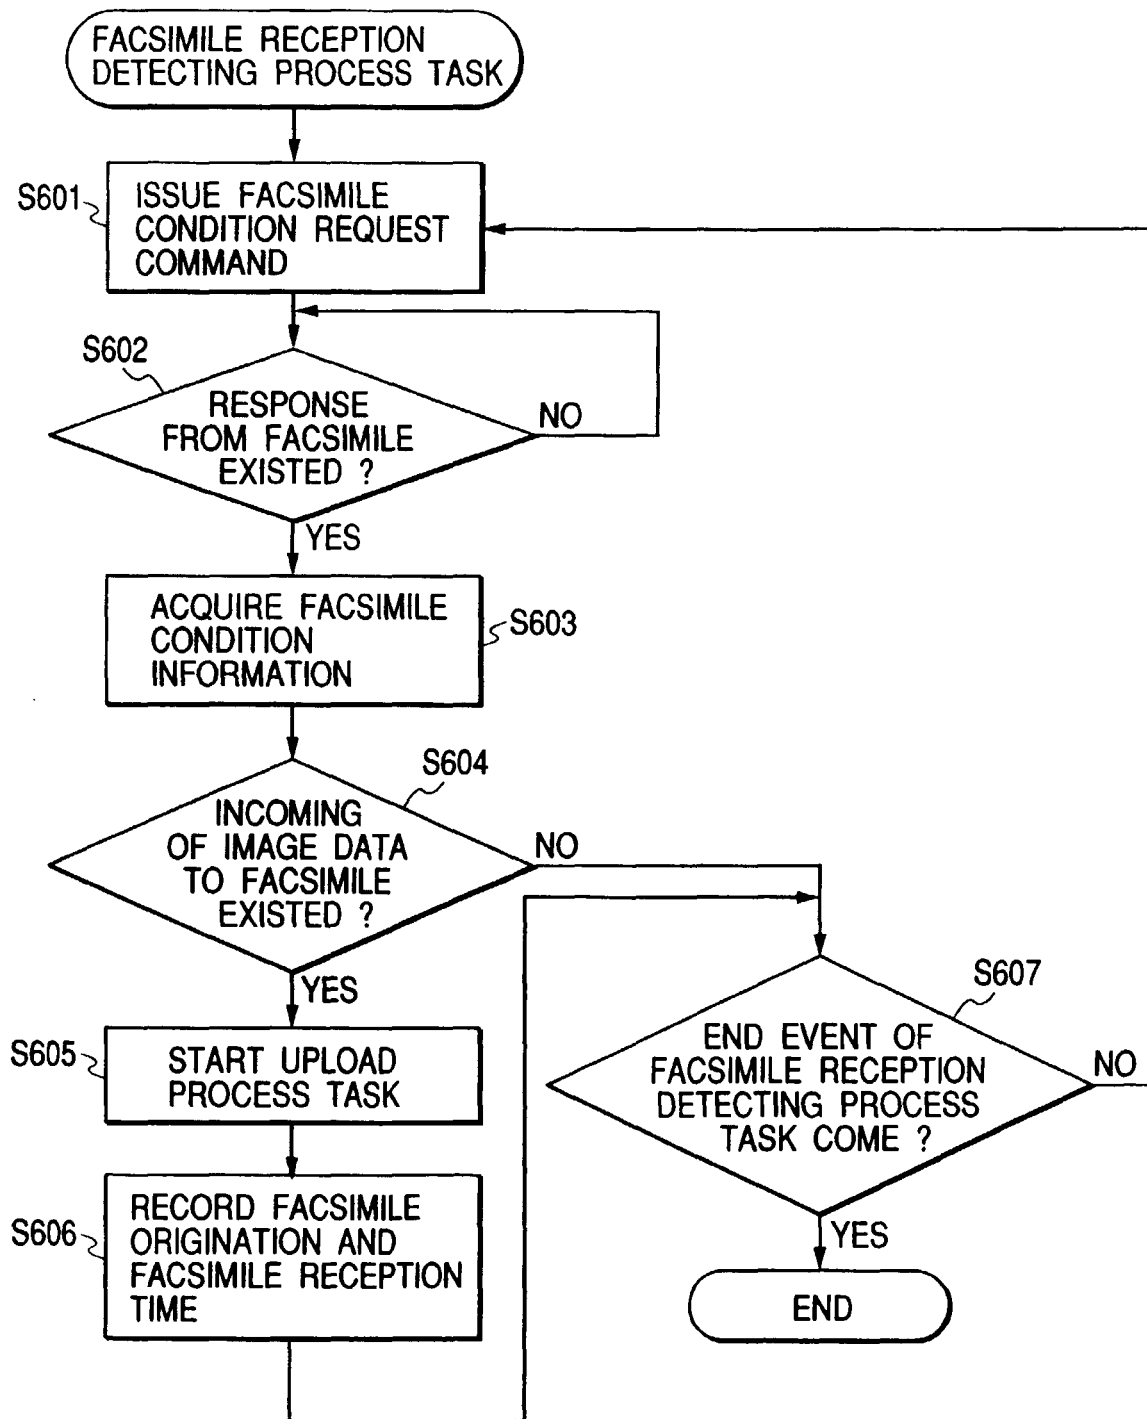 FACSIMILE RECEPTION
DETECTING PROCESS TASK
S601
ISSUE FACSIMILE
CONDITION REQUEST
COMMAND
S602
RESPONSE
FROM FACSIMILE
EXISTED ?
NO
YES
ACQUIRE FACSIMILE
CONDITION
INFORMATION
S603
S604
INCOMING
OF IMAGE DATA
TO FACSIMILE
EXISTED ?
NO
YES
S605
START UPLOAD
PROCESS TASK
S606
RECORD FACSIMILE
ORIGINATION AND
FACSIMILE RECEPTION
TIME
S607
END EVENT OF
FACSIMILE RECEPTION
DETECTING PROCESS
TASK COME ?
NO
YES
END